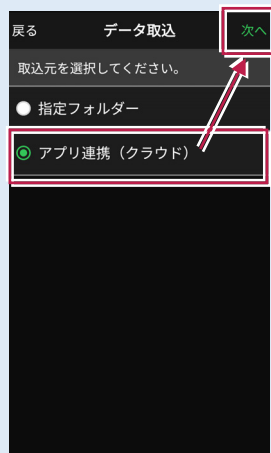 戻る データ取込 次へ
取込元を選択してください。
指定フォルダー
アプリ連携（クラウド）